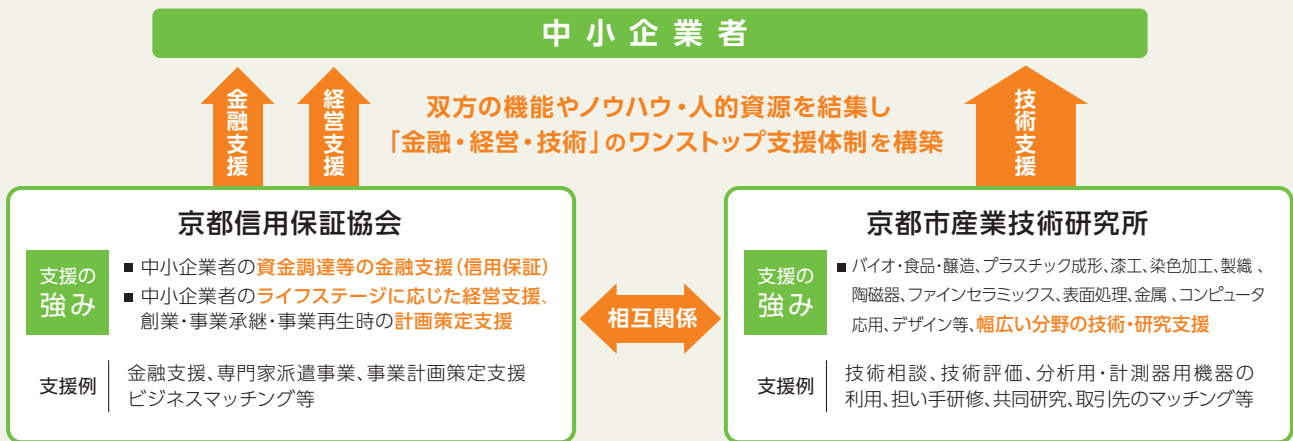 中小企業者
金融支援
経営支援
双方の機能やノウハウ・人的資源を結集し
「金融・経営・技術」のワンストップ支援体制を構築
技術支援
京都信用保証協会
支援の
強み
■ 中小企業者の資金調達等の金融支援(信用保証)
■ 中小企業者のライフステージに応じた経営支援、
創業・事業承継・事業再生時の計画策定支援
支援例
金融支援、専門家派遣事業、事業計画策定支援
ビジネスマッチング等
相互関係
京都市産業技術研究所
支援の
強み
■ バイオ・食品・醸造、プラスチック成形、漆工、染色加工、製織、
陶磁器、ファインセラミックス、表面処理、金属、コンピュータ
応用、デザイン等、幅広い分野の技術・研究支援
支援例
技術相談、技術評価、分析用・計測器用機器の
利用、担い手研修、共同研究、取引先のマッチング等